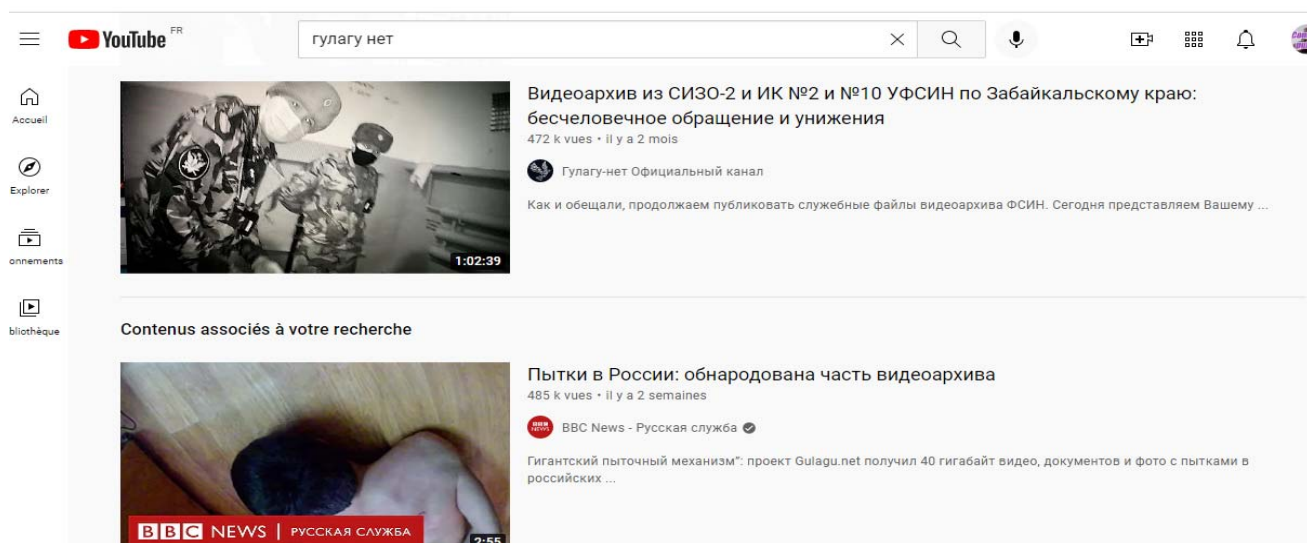 YouTube FR
гулагу нет
Accueil
Explorer
onnements
bliothèque
1:02:39
Видеоархив из СИЗО-2 и ИК №2 и №10 УФСИН по Забайкальскому краю:
бесчеловечное обращение и унижения
472 k vues • il y a 2 mois
Гулагу-нет Официальный канал
Как и обещали, продолжаем публиковать служебные файлы видеоархива ФСИН. Сегодня представляем Вашему ...
Contenus associés à votre recherche
BBC NEWS | РУССКАЯ СЛУЖБА
2:55
Пытки в России: обнародована часть видеоархива
485 k vues • il y a 2 semaines
BBC News - Русская служба
Гигантский пыточный механизм": проект Gulagu.net получил 40 гигабайт видео, документов и фото с пытками в
российских ...